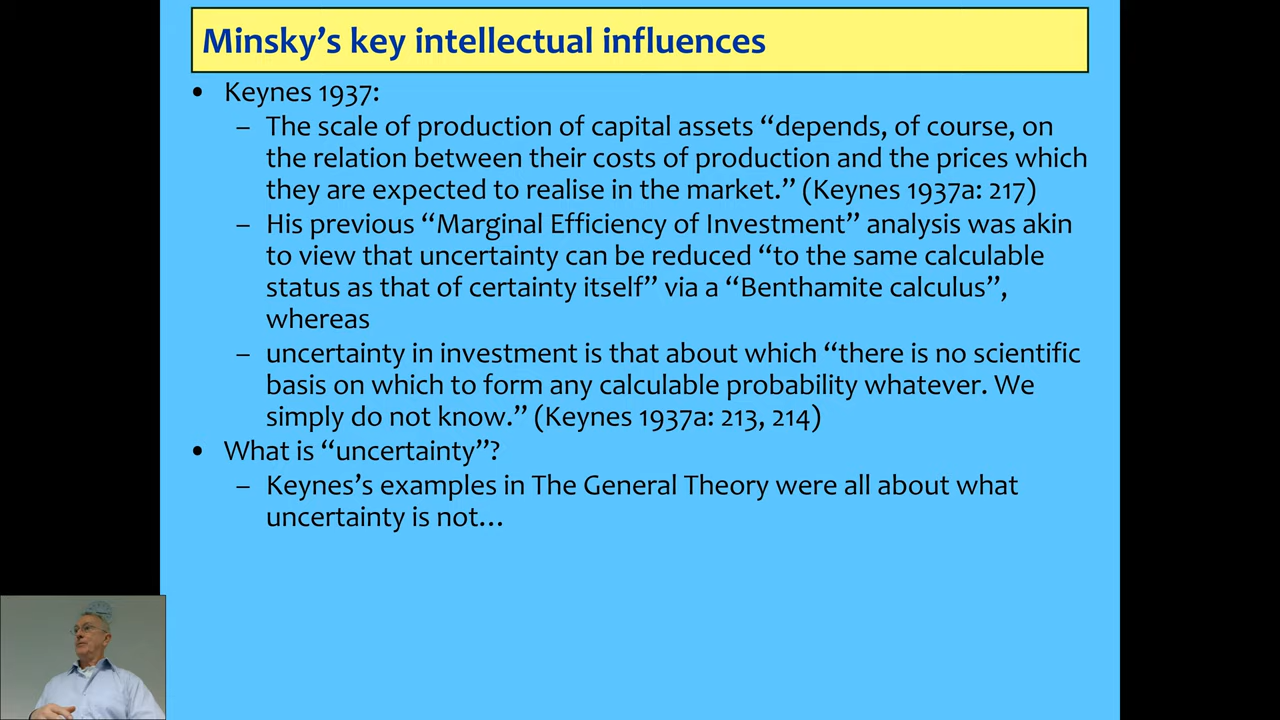 Minsky’s key intellectual influences
• Keynes 1937:
– The scale of production of capital assets “depends, of course, on
the relation between their costs of production and the prices which
they are expected to realise in the market.” (Keynes 1937a: 217)
– His previous “Marginal Efficiency of Investment” analysis was akin
to view that uncertainty can be reduced “to the same calculable
status as that of certainty itself” via a “Benthamite calculus”,
whereas
– uncertainty in investment is that about which “there is no scientific
basis on which to form any calculable probability whatever. We
simply do not know.” (Keynes 1937a: 213, 214)
• What is “uncertainty”?
– Keynes’s examples in The General Theory were all about what
uncertainty is not…